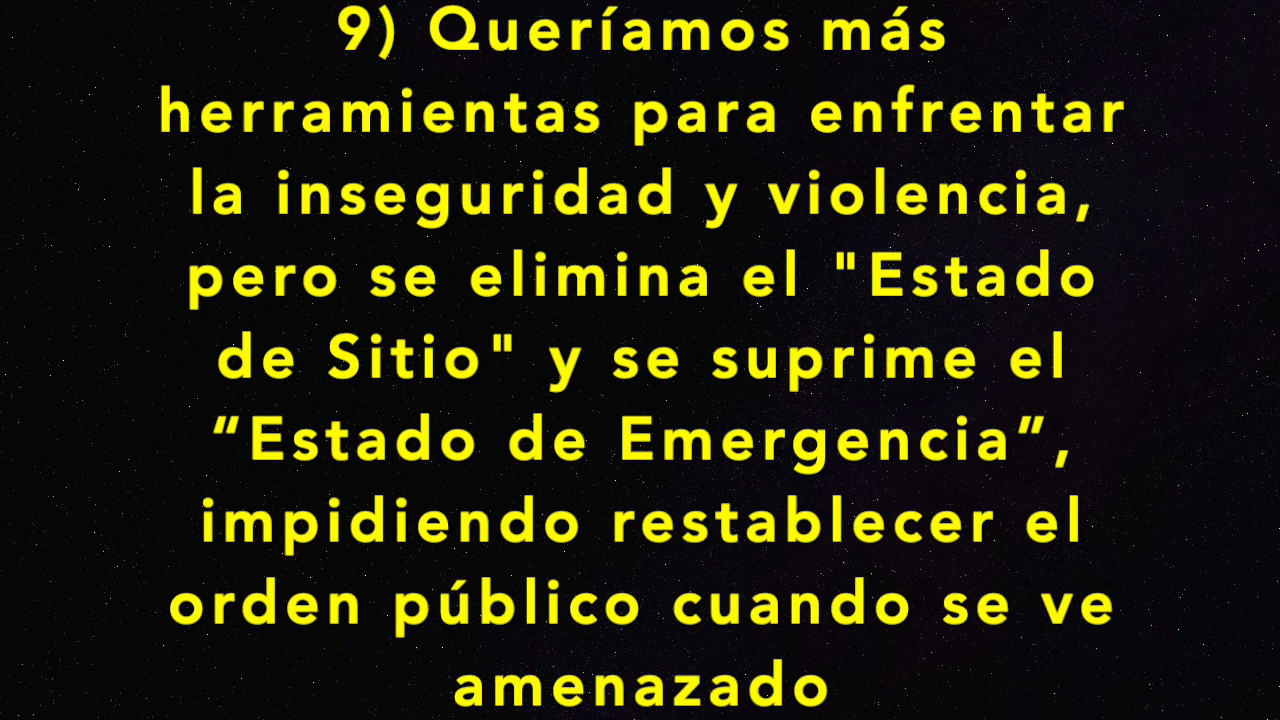 9) Queríamos más
herramientas para enfrentar
la inseguridad y violencia,
pero se elimina el "Estado
de Sitio" y se suprime el
“Estado de Emergencia”,
impidiendo restablecer el
orden público cuando se ve
amenazado